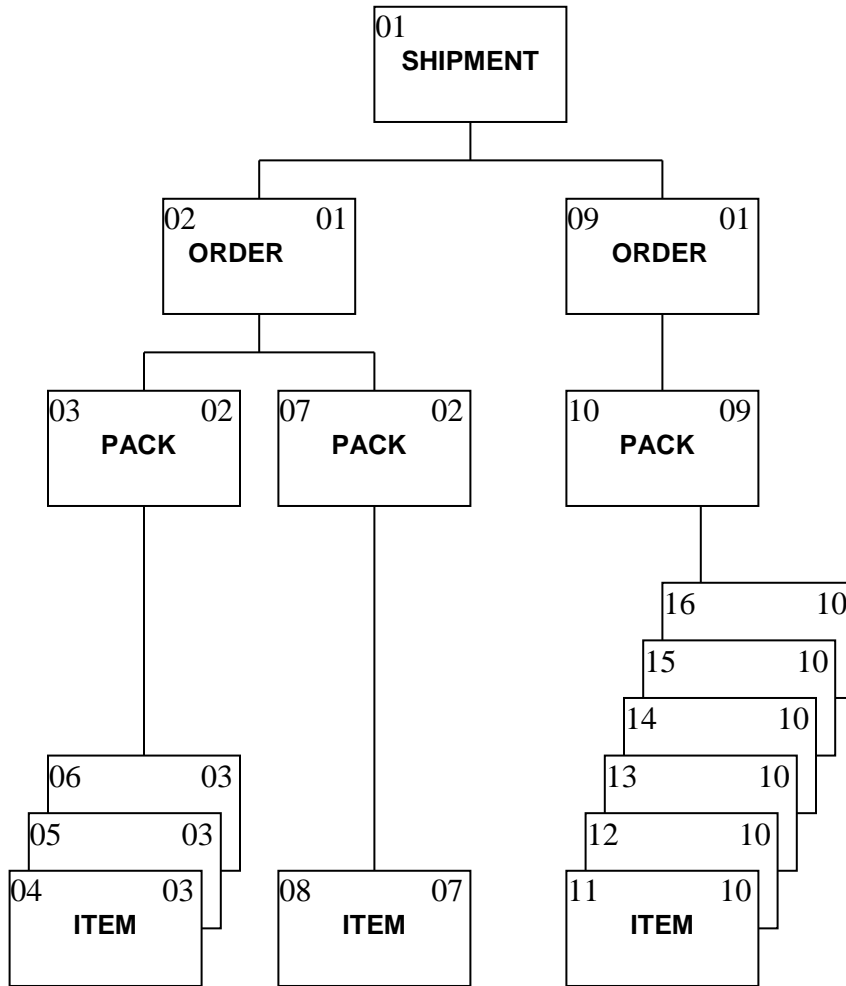 01
SHIPMENT
02 01
ORDER
09 01
ORDER
03 02
PACK
07 02
PACK
10 09
PACK
16 10
15 10
14 10
06 03
13 10
05 03
12 10
04 03
ITEM
08 07
ITEM
11 10
ITEM